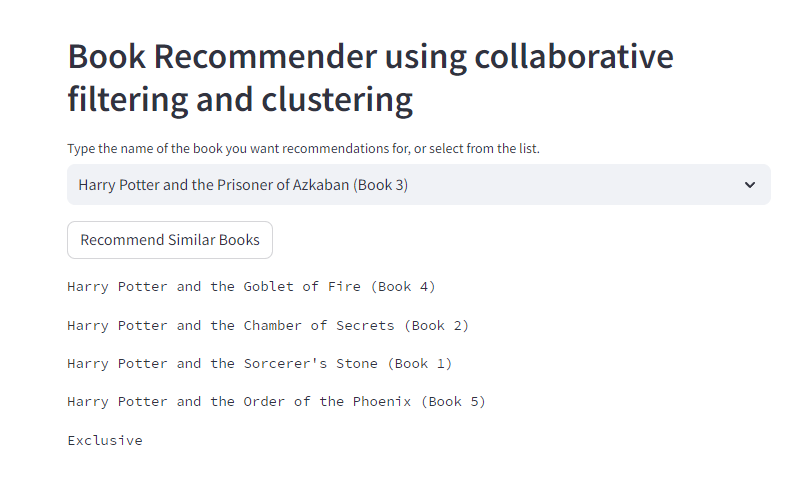 Book Recommender using collaborative
filtering and clustering
Type the name of the book you want recommendations for, or select from the list.
Harry Potter and the Prisoner of Azkaban (Book 3)
Recommend Similar Books
Harry Potter and the Goblet of Fire (Book 4)
Harry Potter and the Chamber of Secrets (Book 2)
Harry Potter and the Sorcerer's Stone (Book 1)
Harry Potter and the Order of the Phoenix (Book 5)
Exclusive